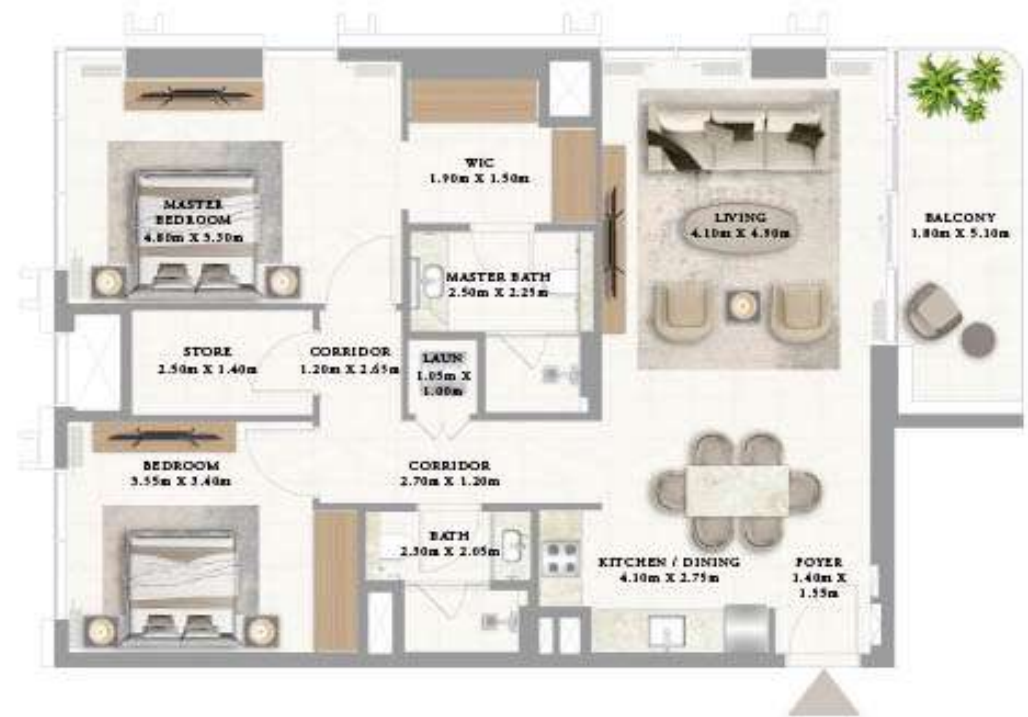 MASTER
BEDROOM
4.80m X 3.30m
WIC
1.90m X 1.50m
LIVING
4.10m X 4.90m
BALCONY
1.80m X 5.10m
MASTER BATH
2.50m X 2.25m
STORE
2.50m X 1.40m
CORRIDOR
1.20m X 2.65m
LAUN
1.05m X
1.00m
BEDROOM
3.55m X 3.40m
CORRIDOR
2.70m X 1.20m
BATH
2.30m X 2.05m
KITCHEN / DINING
4.10m X 2.75m
FOYER
1.40m X
1.55m